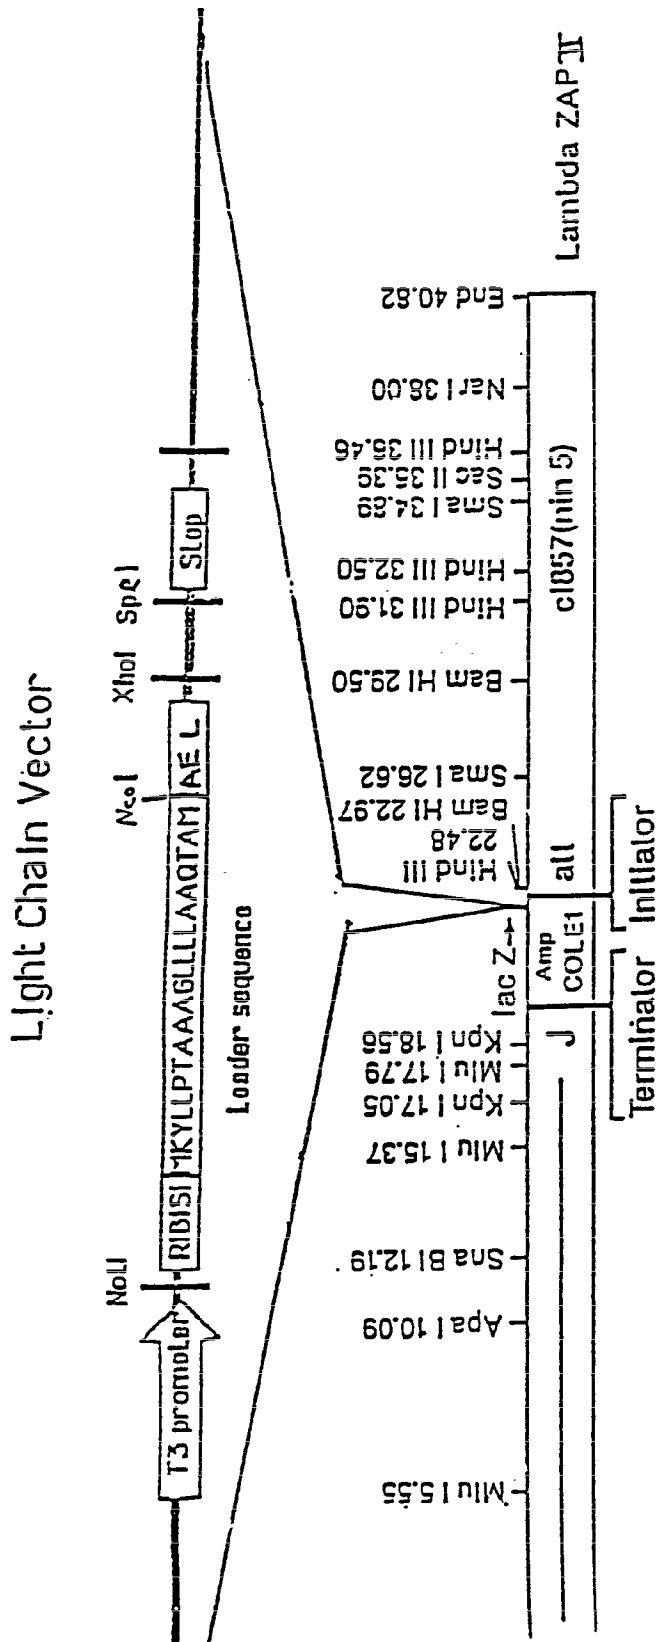 Light Chain Vector
NotI
NcoI
XhoI
SpeI
T3 promoter
RIBISI
MKYLLPTAAAGLLLLAAQTAM
AE L
Stop
Leader sequence
Mlu I 5.55
Apa I 10.09
Sna BI 12.19
Mlu I 15.37
Kpn I 17.05
Mlu I 17.79
Kpn I 18.56
lac Z→
Hind III
22.48
Bam HI 22.97
Sma I 26.62
Bam HI 29.50
Hind III 31.90
Hind III 32.50
Sma I 34.89
Sac II 35.39
Hind III 36.46
Nar I 38.00
End 40.82
J
Amp
COLE1
att
cI857(nin 5)
Terminator
Initiator
Lambda ZAP II